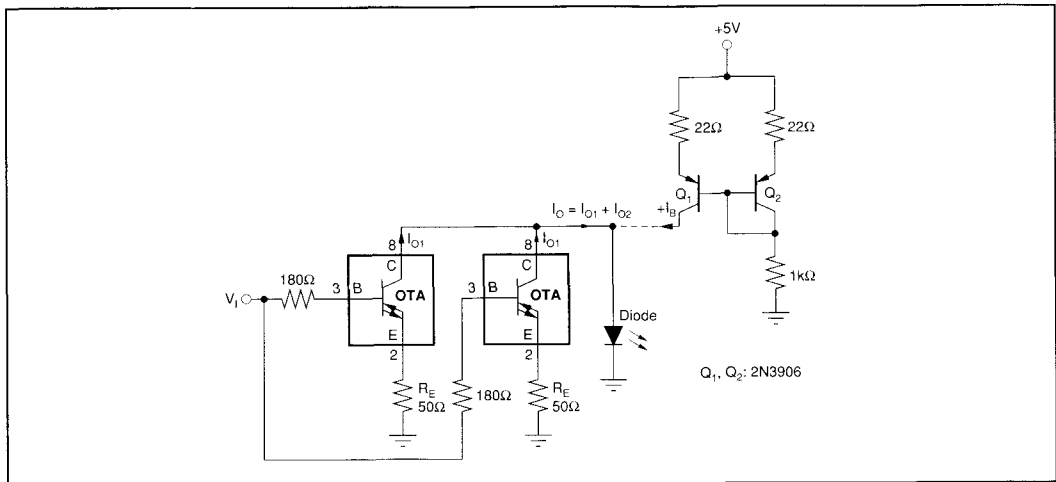 +5V
22Ω
22Ω
Q1
Q2
IO = IO1 + IO2
+IB
8
IO1
8
IO1
C
C
180Ω
VI
3
B
OTA
3
B
OTA
1kΩ
E
E
Diode
2
2
RE
50Ω
180Ω
RE
50Ω
Q1, Q2: 2N3906